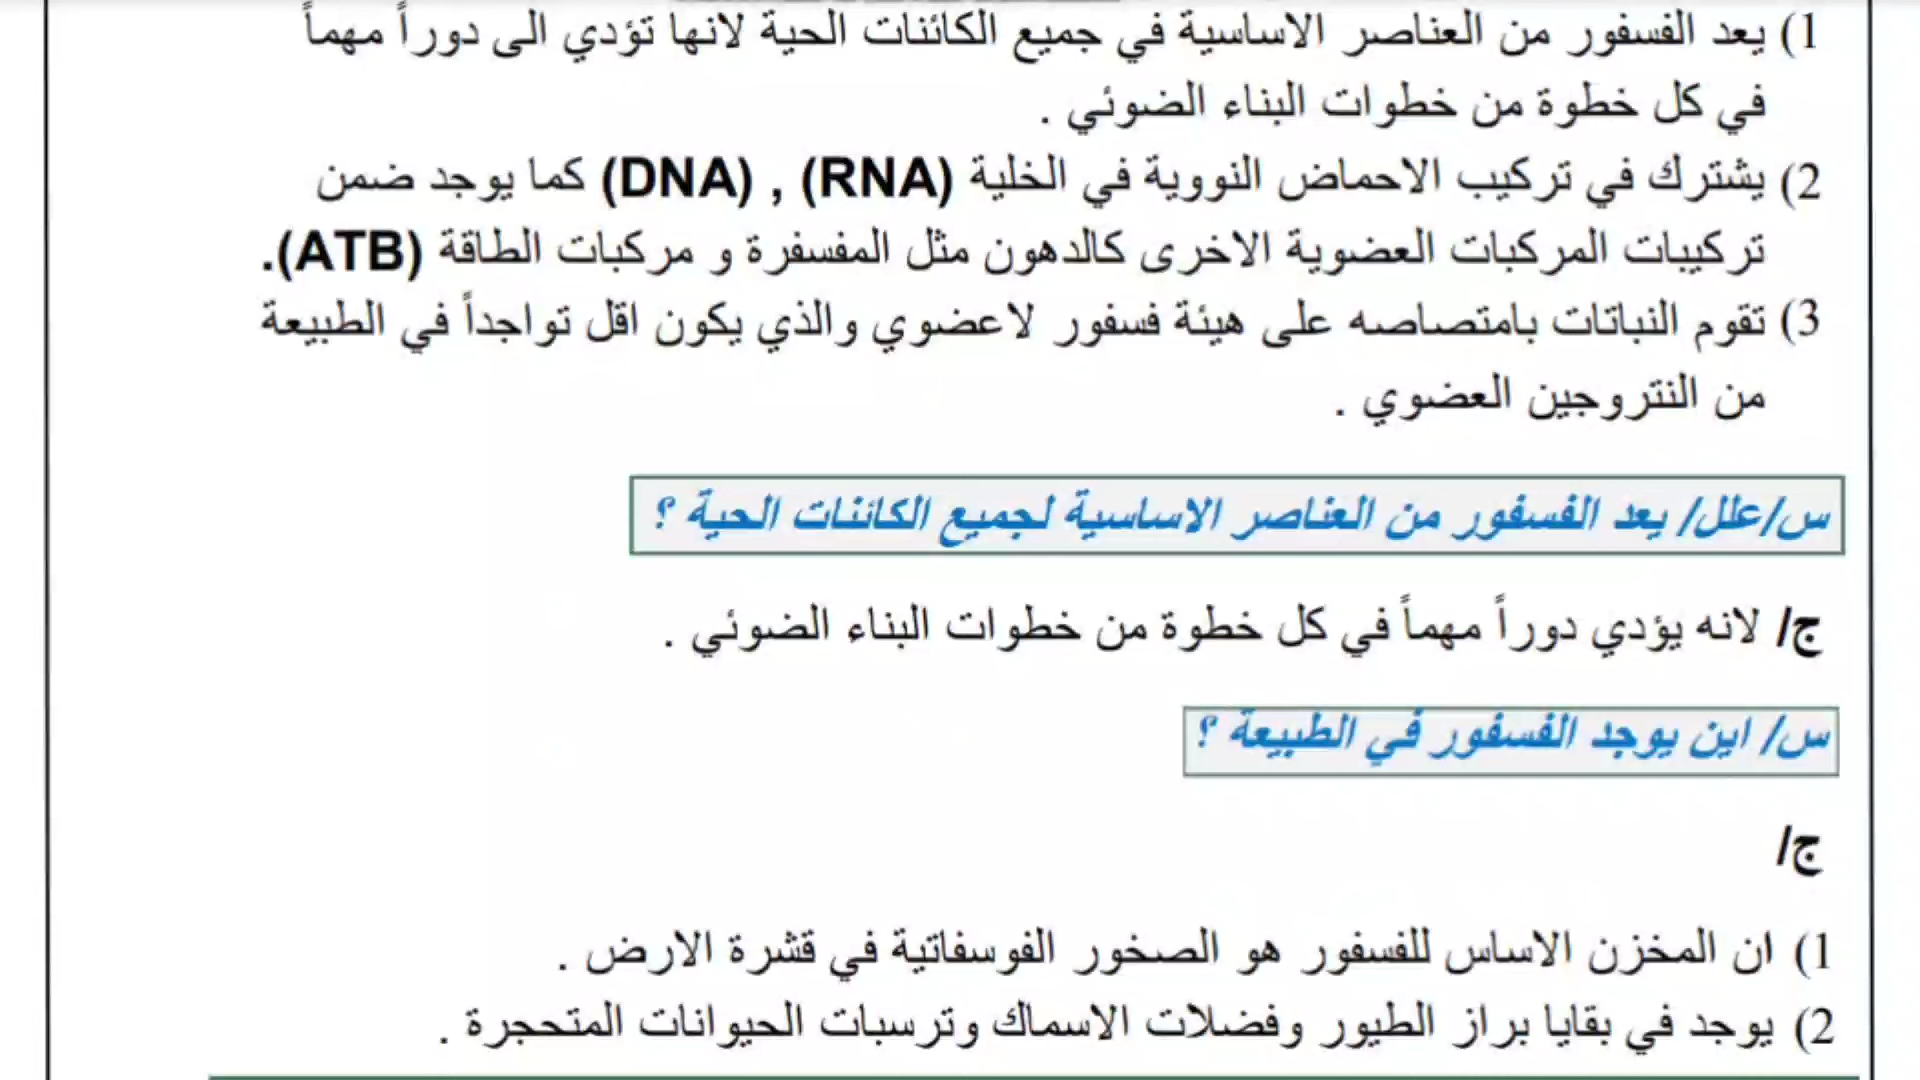 1) يعد الفسفور من العناصر الاساسية في جميع الكائنات الحية لانها تؤدي الى دوراً مهماً
في كل خطوة من خطوات البناء الضوئي .
2) يشترك في تركيب الاحماض النووية في الخلية (RNA) , (DNA) كما يوجد ضمن
تركيبات المركبات العضوية الاخرى كالدهون مثل المفسفرة و مركبات الطاقة (ATB).
3) تقوم النباتات بامتصاصه على هيئة فسفور لاعضوي والذي يكون اقل تواجداً في الطبيعة
من النتروجين العضوي .
س/علل/ يعد الفسفور من العناصر الاساسية لجميع الكائنات الحية ؟
ج/ لانه يؤدي دوراً مهماً في كل خطوة من خطوات البناء الضوئي .
س/ اين يوجد الفسفور في الطبيعة ؟
ج/
1) ان المخزن الاساس للفسفور هو الصخور الفوسفاتية في قشرة الارض .
2) يوجد في بقايا براز الطيور وفضلات الاسماك وترسبات الحيوانات المتحجرة .